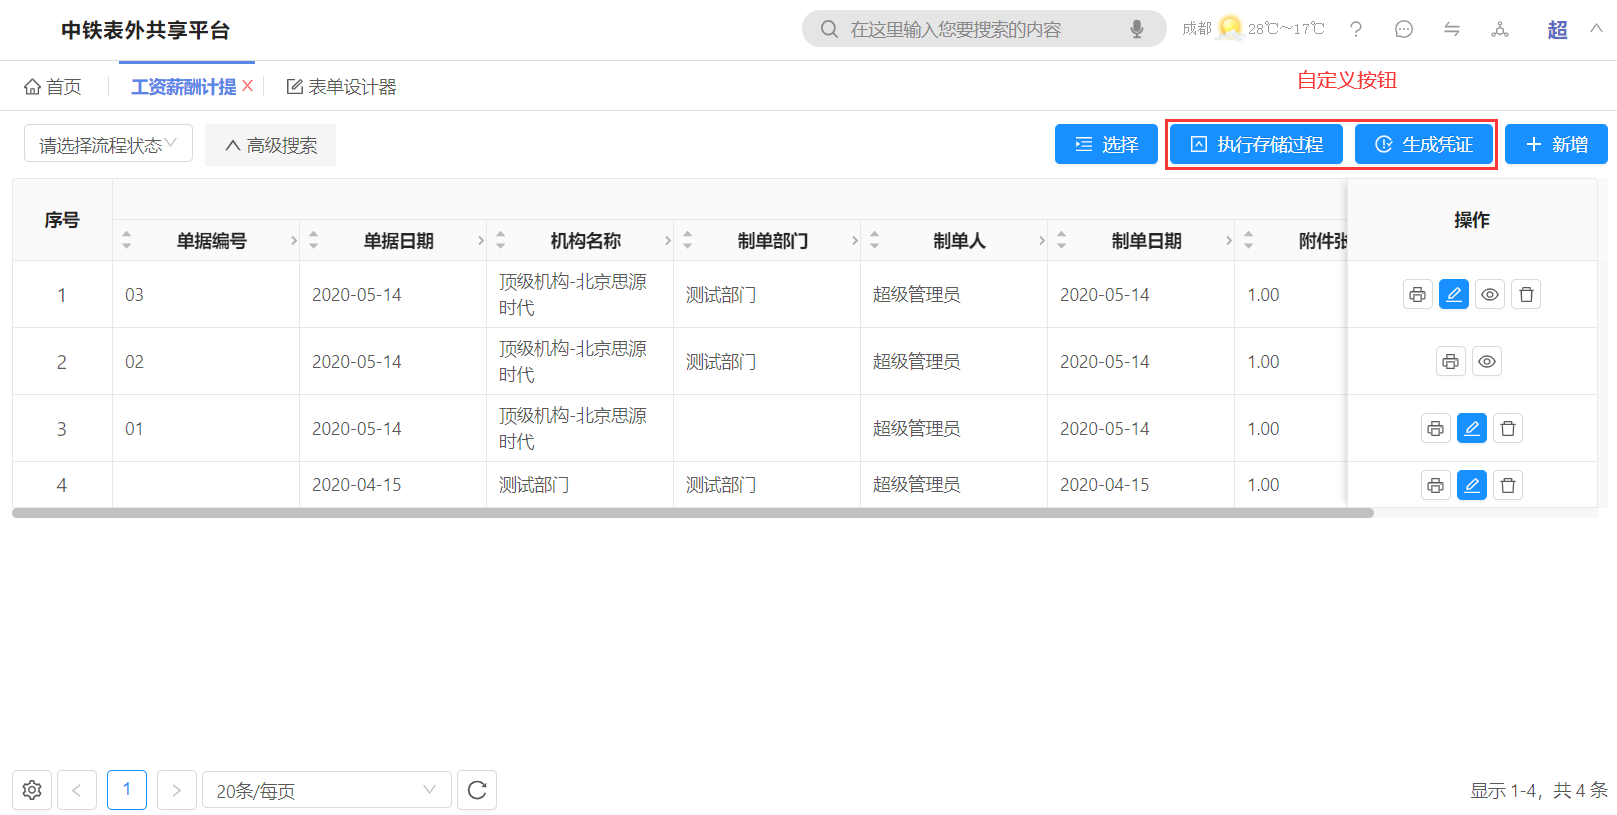 中铁表外共享平台
在这里输入您要搜索的内容
成都 28℃~17℃
超
首页
工资薪酬计提
表单设计器
自定义按钮
请选择流程状态
高级搜索
选择
执行存储过程
生成凭证
新增
序号
操作
单据编号 单据日期 机构名称 制单部门 制单人 制单日期 附件张
1 03 2020-05-14 顶级机构-北京思源时代 测试部门 超级管理员 2020-05-14 1.00
2 02 2020-05-14 顶级机构-北京思源时代 测试部门 超级管理员 2020-05-14 1.00
3 01 2020-05-14 顶级机构-北京思源时代 超级管理员 2020-05-14 1.00
4 2020-04-15 测试部门 测试部门 超级管理员 2020-04-15 1.00
1
20条/每页
显示 1-4，共 4 条